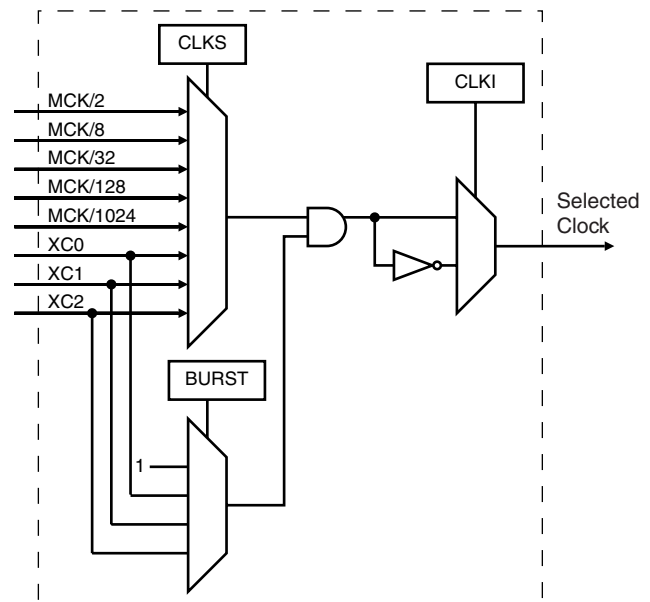 CLKS
CLKI
MCK/2
MCK/8
MCK/32
MCK/128
MCK/1024
XC0
XC1
XC2
Selected
Clock
BURST
1